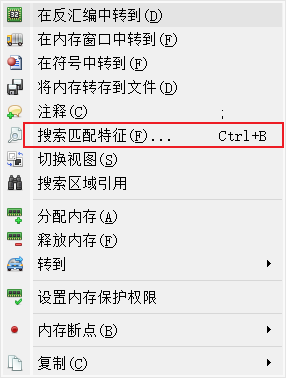 在反汇编中转到(D)
在内存窗口中转到(F)
在符号中转到(F)
将内存转存到文件(D)
注释(C) ;
搜索匹配特征(F)... Ctrl+B
切换视图(S)
搜索区域引用
分配内存(A)
释放内存(F)
转到
设置内存保护权限
内存断点(B)
复制(C)